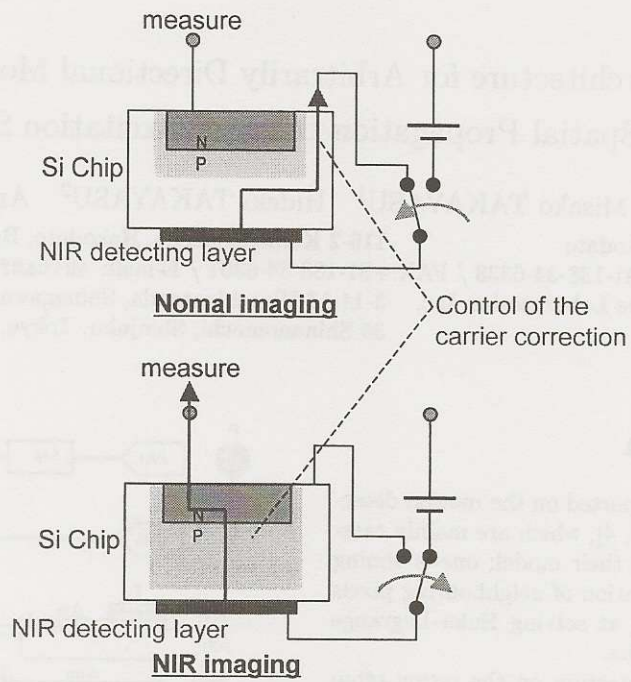 measure
N
P
Si Chip
NIR detecting layer
Nomal imaging
Control of the
carrier correction
measure
N
P
Si Chip
NIR detecting layer
NIR imaging